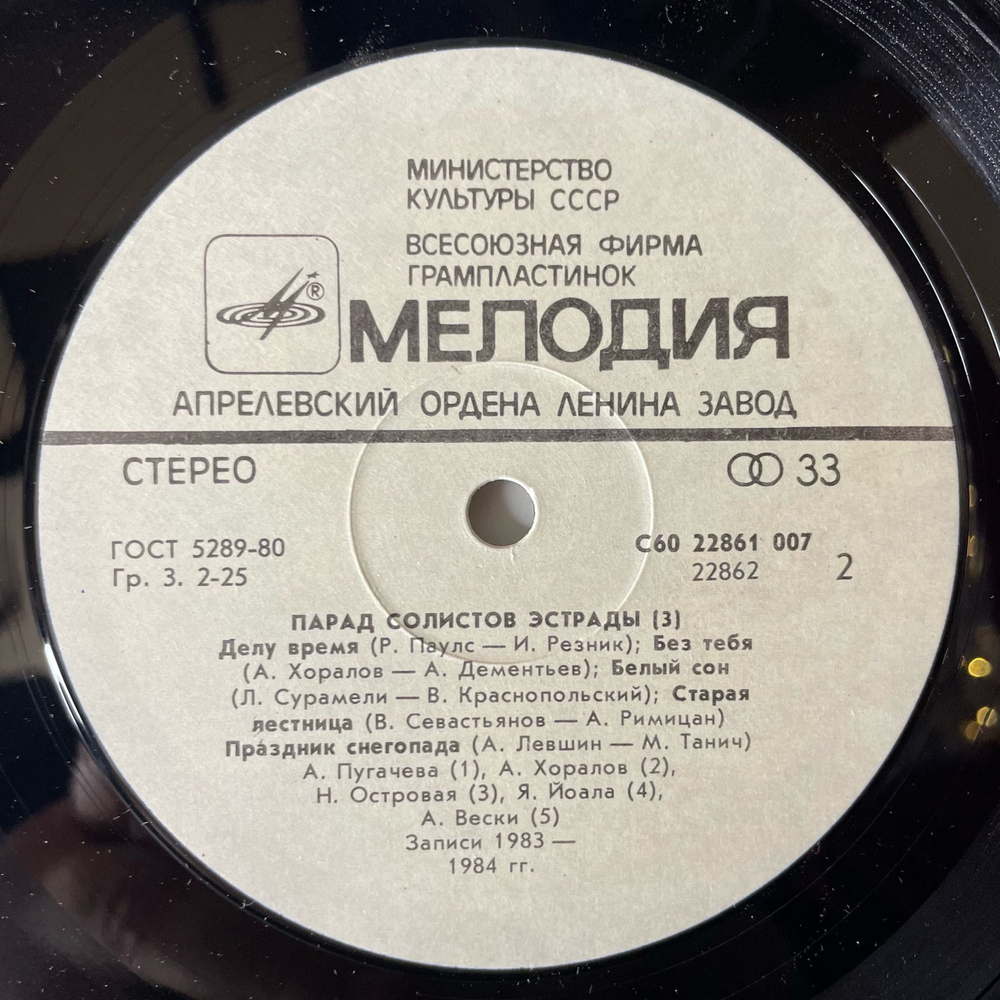 МИНИСТЕРСТВО
КУЛЬТУРЫ СССР
ВСЕСОЮЗНАЯ ФИРМА
ГРАМПЛАСТИНОК
®
МЕЛОДИЯ
АПРЕЛЕВСКИЙ ОРДЕНА ЛЕНИНА ЗАВОД
СТЕРЕО
33
ГОСТ 5289-80
Гр. 3. 2-25
С60 22861 007
22862
2
ПАРАД СОЛИСТОВ ЭСТРАДЫ (3)
Делу время (Р. Паулс — И. Резник); Без тебя
(А. Хоралов — А. Дементьев); Белый сон
(Л. Сурамели — В. Краснопольский); Старая
лестница (В. Севастьянов — А. Римицан)
Праздник снегопада (А. Левшин — М. Танич)
А. Пугачева (1), А. Хоралов (2),
Н. Островая (3), Я. Йоала (4),
А. Вески (5)
Записи 1983 —
1984 гг.